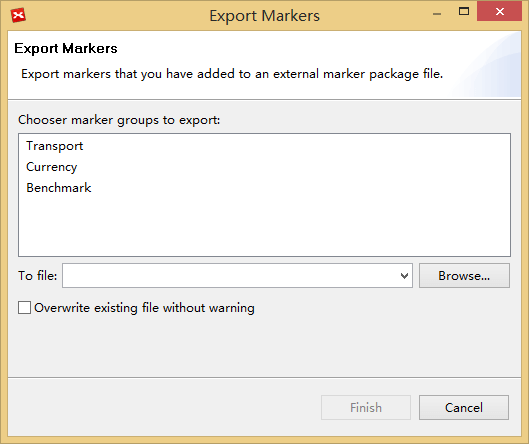 Export Markers
Export Markers
Export markers that you have added to an external marker package file.
Chooser marker groups to export:
Transport
Currency
Benchmark
To file:
Browse...
Overwrite existing file without warning
Finish
Cancel